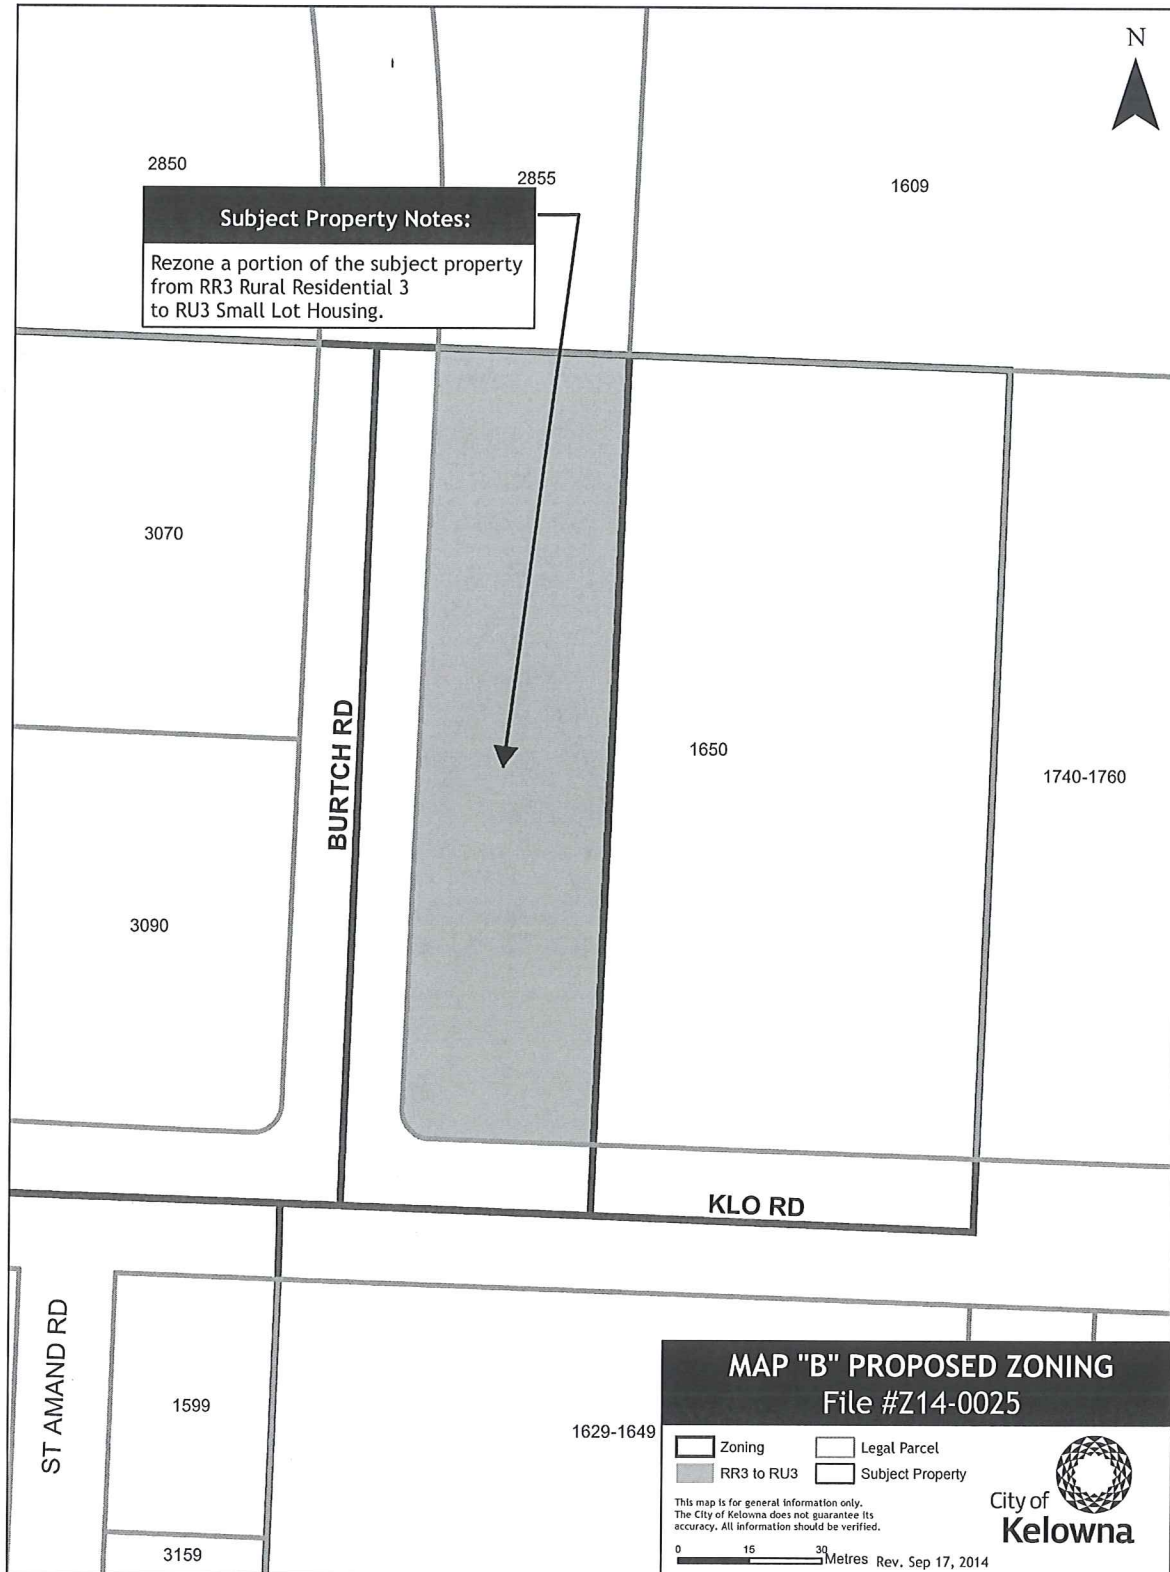 N
2850
2855
1609
Subject Property Notes:
Rezone a portion of the subject property
from RR3 Rural Residential 3
to RU3 Small Lot Housing.
3070
BURTCH RD
1650
1740-1760
3090
KLO RD
ST AMAND RD
1599
1629-1649
3159
MAP "B" PROPOSED ZONING
File #Z14-0025
Zoning
Legal Parcel
RR3 to RU3
Subject Property
This map is for general information only.
The City of Kelowna does not guarantee its
accuracy. All information should be verified.
City of
Kelowna
0 15 30 Metres
Rev. Sep 17, 2014